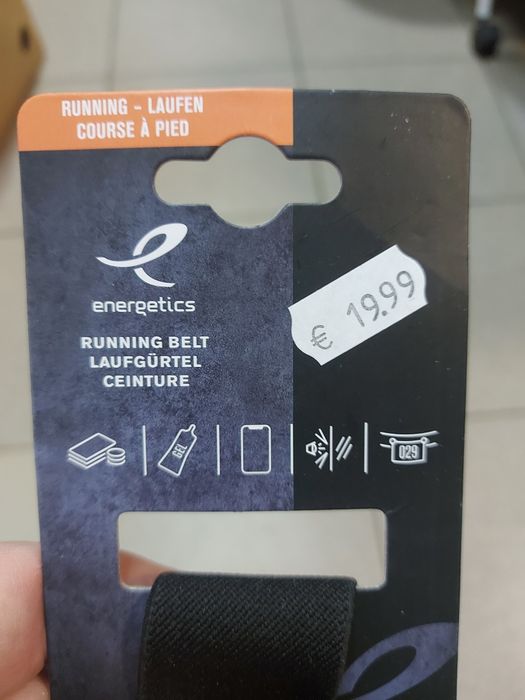 RUNNING - LAUFEN
COURSE À PIED
energetics
€ 19.99
RUNNING BELT
LAUFGÜRTEL
CEINTURE
GEL
029